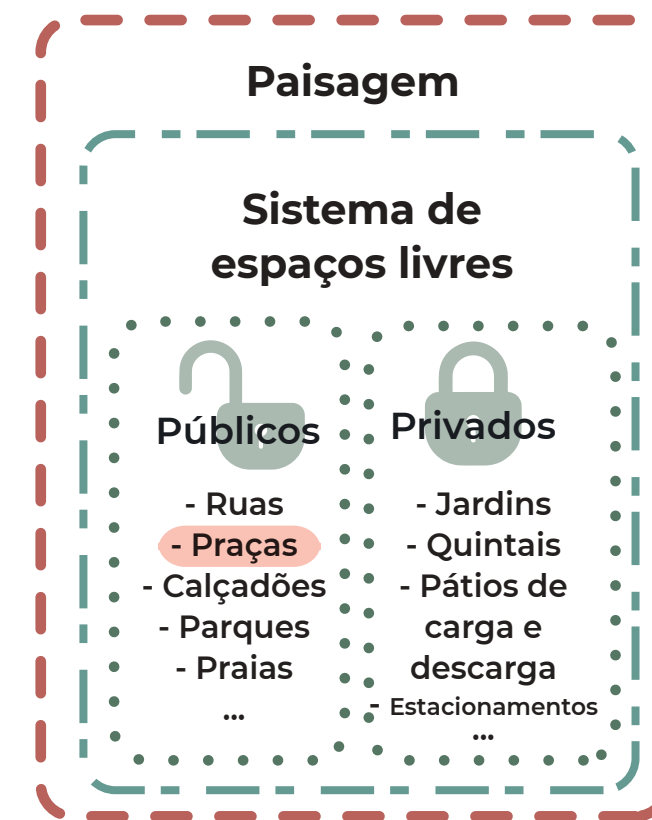 Paisagem
Sistema de
espaços livres
Públicos
- Ruas
- Praças
- Calçadões
- Parques
- Praias
...
Privados
- Jardins
- Quintais
- Pátios de
carga e
descarga
- Estacionamentos
...